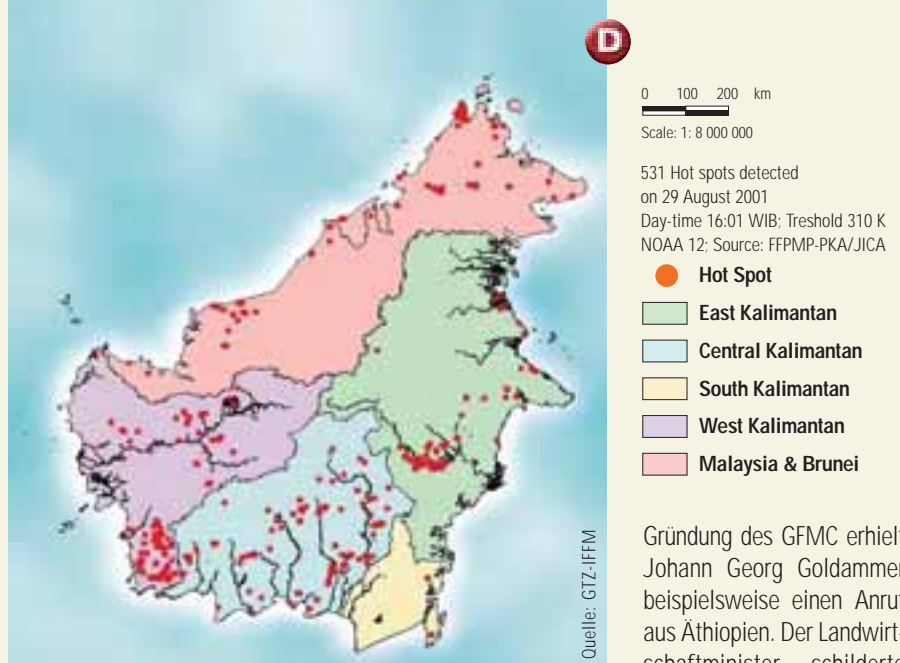 D
0 100 200 km
Scale: 1: 8 000 000
531 Hot spots detected
on 29 August 2001
Day-time 16:01 WIB; Treshold 310 K
NOAA 12; Source: FFPMP-PKA/JICA
Hot Spot
East Kalimantan
Central Kalimantan
South Kalimantan
West Kalimantan
Malaysia & Brunei
Quelle: GTZ-IFFM
Gründung des GFMC erhielt
Johann Georg Goldammer
beispielsweise einen Anruf
aus Äthiopien. Der Landwirt-
schaftminister schilderte